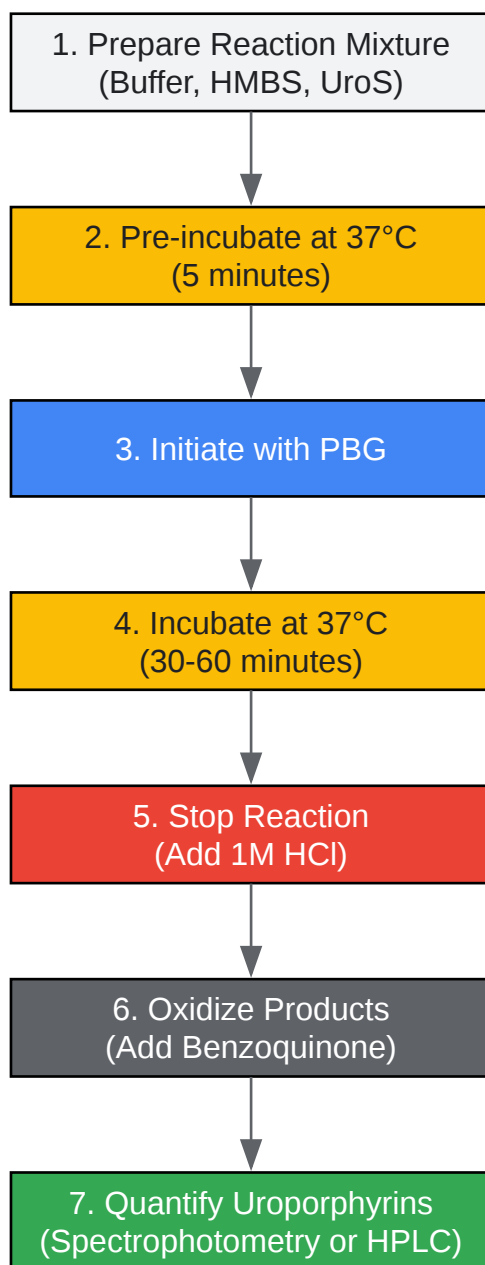 1. Prepare Reaction Mixture
(Buffer, HMBS, UroS)
2. Pre-incubate at 37°C
(5 minutes)
3. Initiate with PBG
4. Incubate at 37°C
(30-60 minutes)
5. Stop Reaction
(Add 1M HCl)
6. Oxidize Products
(Add Benzoquinone)
7. Quantify Uroporphyrins
(Spectrophotometry or HPLC)